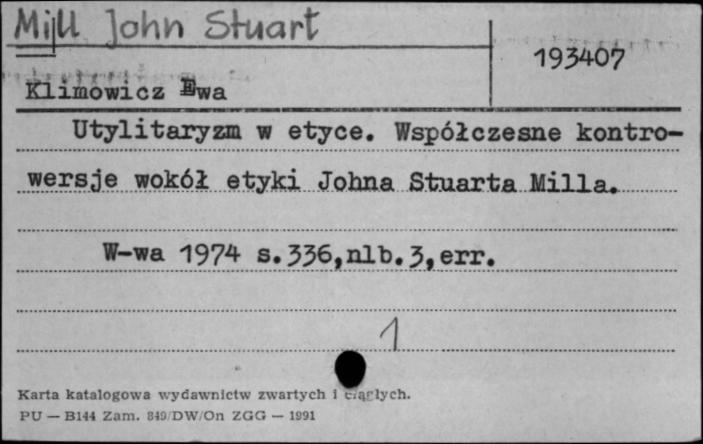 Mill John Stuart
193407
Klimowicz Ewa
Utylitaryzm w etyce. Współczesne kontro-
wersje wokół etyki Johna Stuarta Milla.
W-wa 1974 s.336,nlb.3,err.
1
Karta katalogowa wydawnictw zwartych i ciągłych.
PU — B144 Zam. 849/DW/On ZGG — 1991